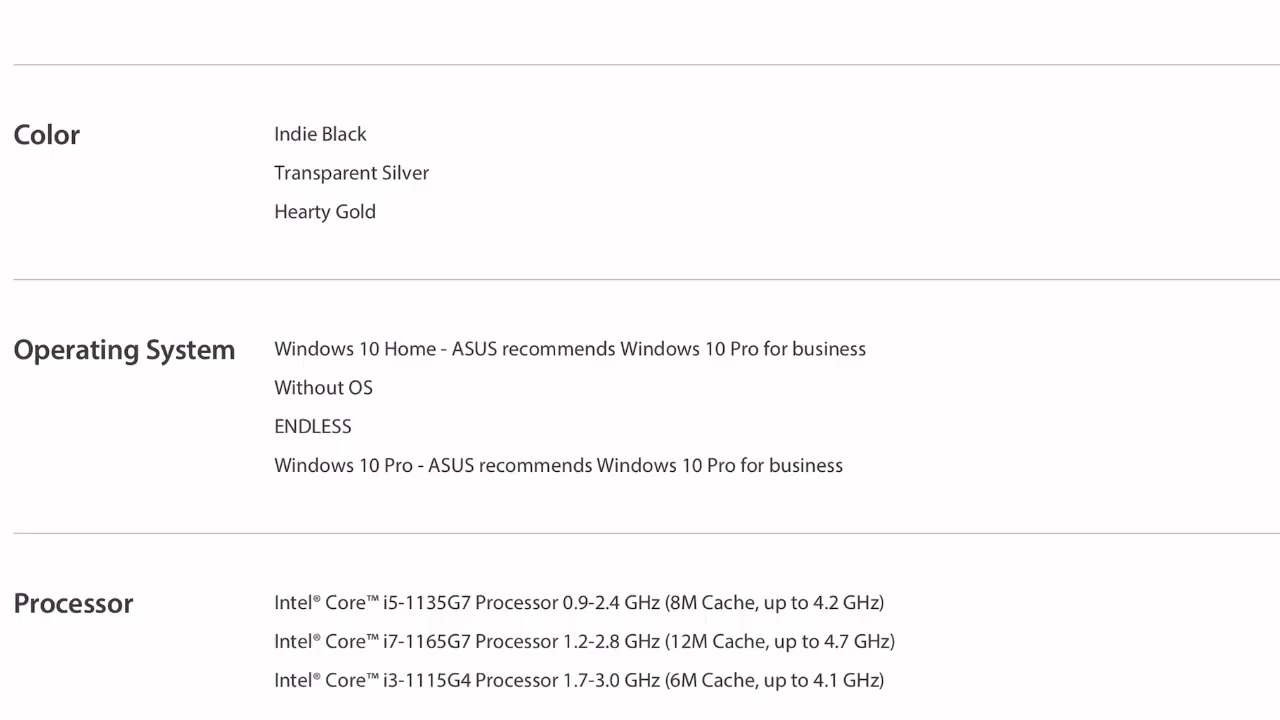 Color
Indie Black
Transparent Silver
Hearty Gold
Operating System
Windows 10 Home - ASUS recommends Windows 10 Pro for business
Without OS
ENDLESS
Windows 10 Pro - ASUS recommends Windows 10 Pro for business
Processor
Intel® Core™ i5-1135G7 Processor 0.9-2.4 GHz (8M Cache, up to 4.2 GHz)
Intel® Core™ i7-1165G7 Processor 1.2-2.8 GHz (12M Cache, up to 4.7 GHz)
Intel® Core™ i3-1115G4 Processor 1.7-3.0 GHz (6M Cache, up to 4.1 GHz)